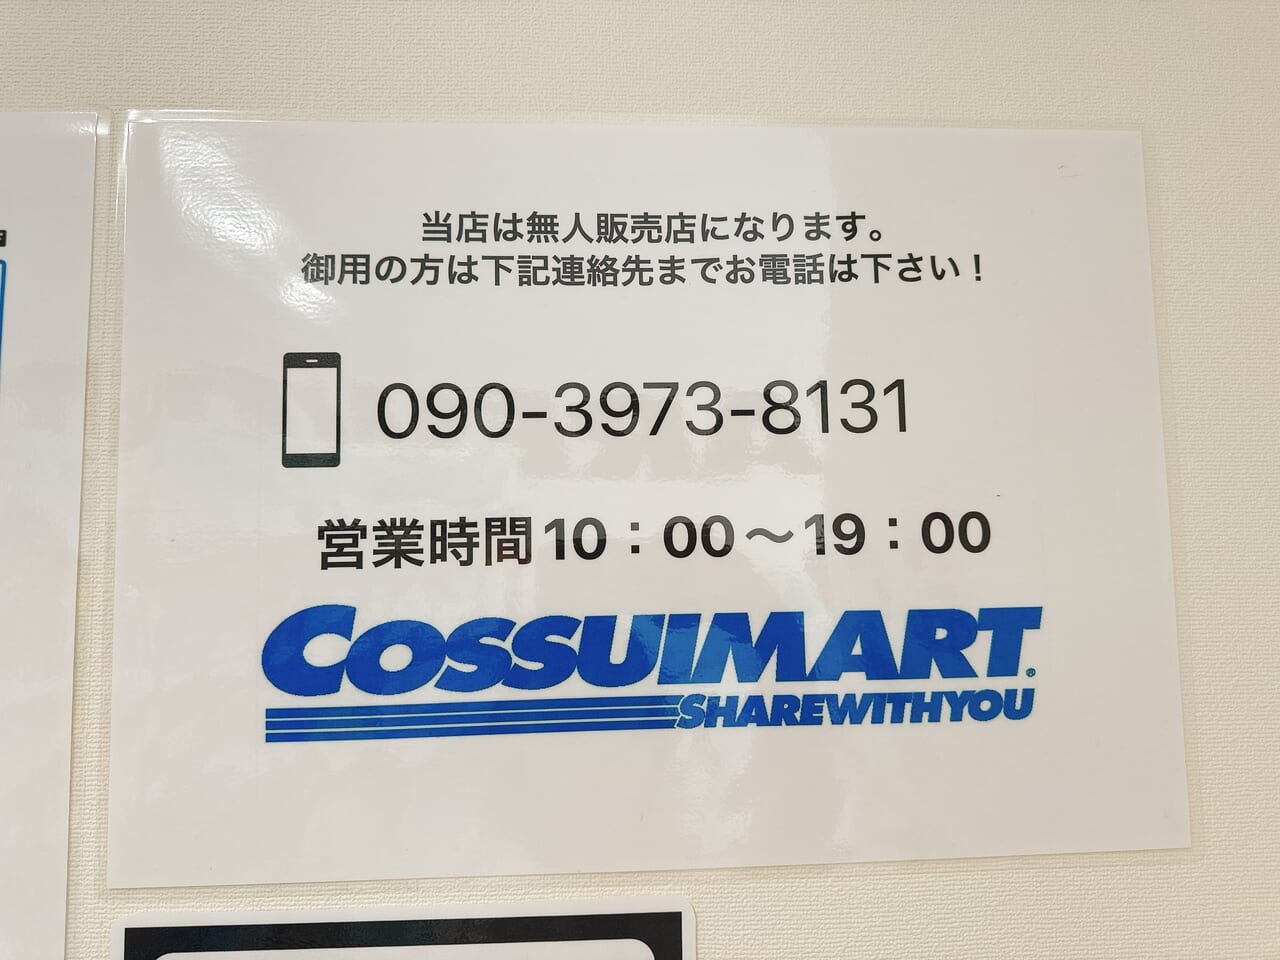 当店は無人販売店になります。
御用の方は下記連絡先までお電話は下さい！
090-3973-8131
営業時間10：00〜19：00
COSSUIMART®
SHAREWITHYOU